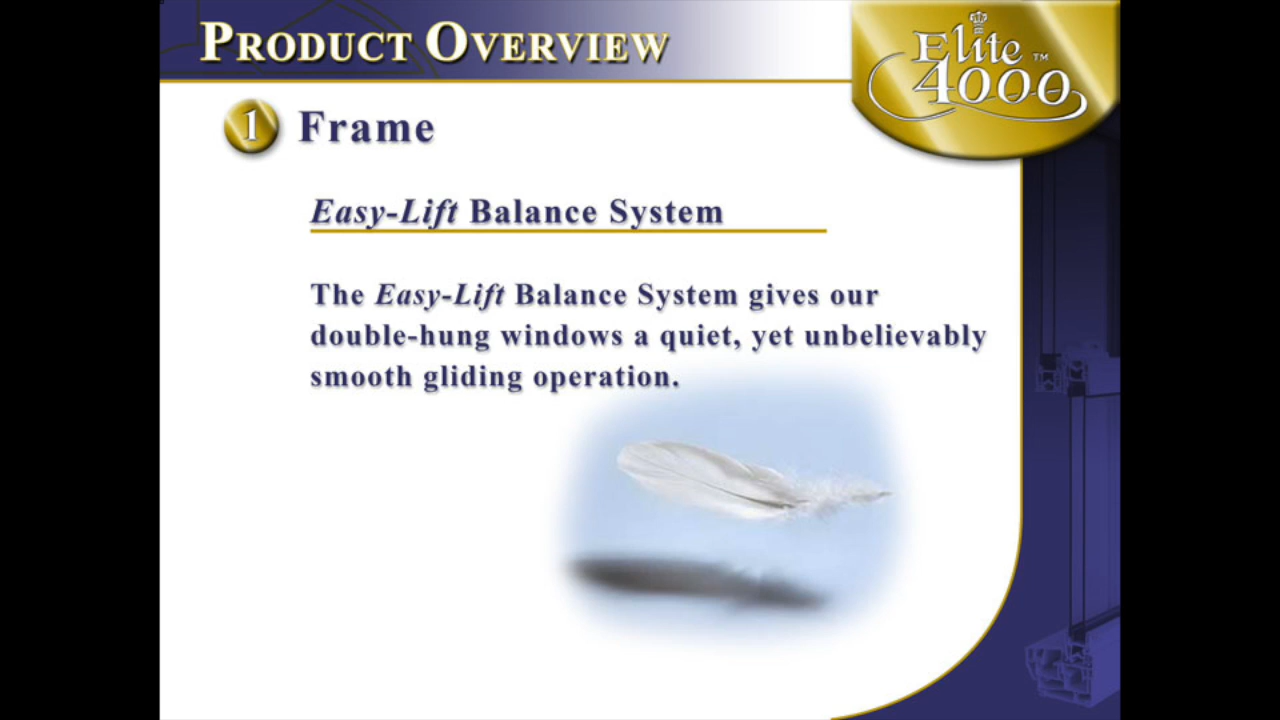 PRODUCT OVERVIEW
Elite ™
4000
1 Frame
Easy-Lift Balance System
The Easy-Lift Balance System gives our
double-hung windows a quiet, yet unbelievably
smooth gliding operation.